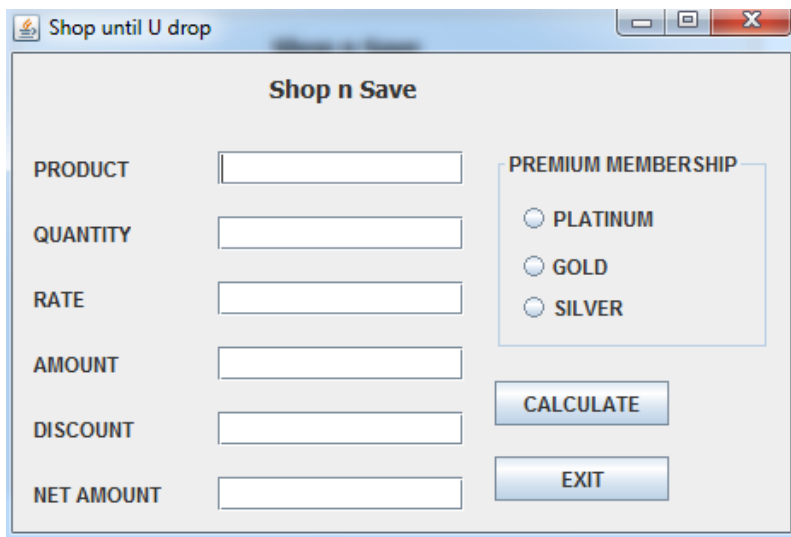 Shop until U drop
Shop n Save
PRODUCT
QUANTITY
RATE
AMOUNT
DISCOUNT
NET AMOUNT
PREMIUM MEMBERSHIP
PLATINUM
GOLD
SILVER
CALCULATE
EXIT